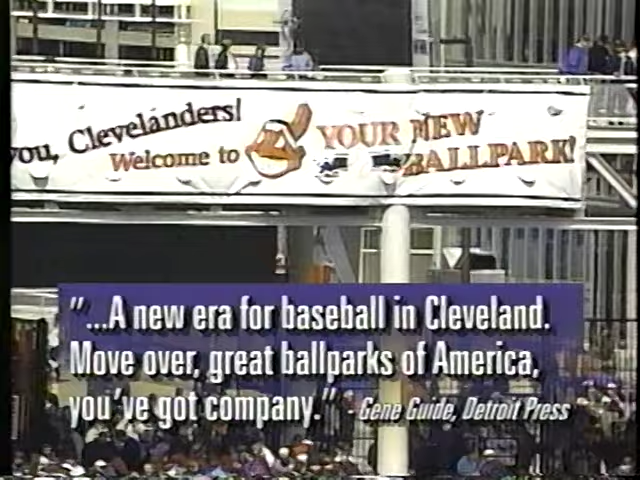 you, Clevelanders!
Welcome to
YOUR NEW
BALLPARK!
"...A new era for baseball in Cleveland.
Move over, great ballparks of America,
you've got company." - Gene Guide, Detroit Press